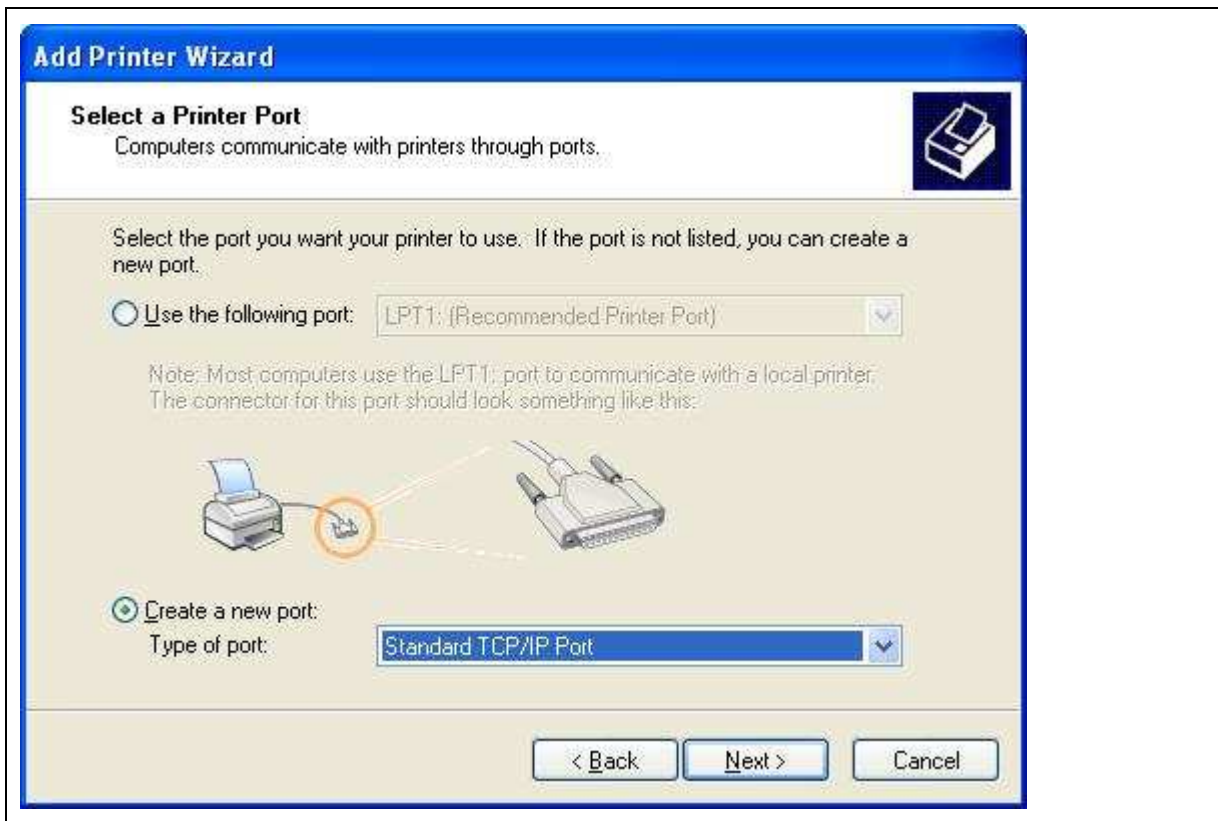 Add Printer Wizard
Select a Printer Port
Computers communicate with printers through ports.
Select the port you want your printer to use. If the port is not listed, you can create a
new port.
Use the following port: LPT1: (Recommended Printer Port)
Note: Most computers use the LPT1: port to communicate with a local printer.
The connector for this port should look something like this:
Create a new port:
Type of port: Standard TCP/IP Port
< Back Next > Cancel